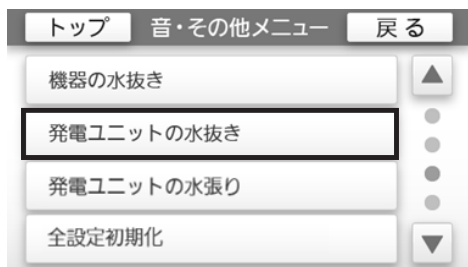 トップ 音・その他メニュー 戻る
機器の水抜き
発電ユニットの水抜き
発電ユニットの水張り
全設定初期化